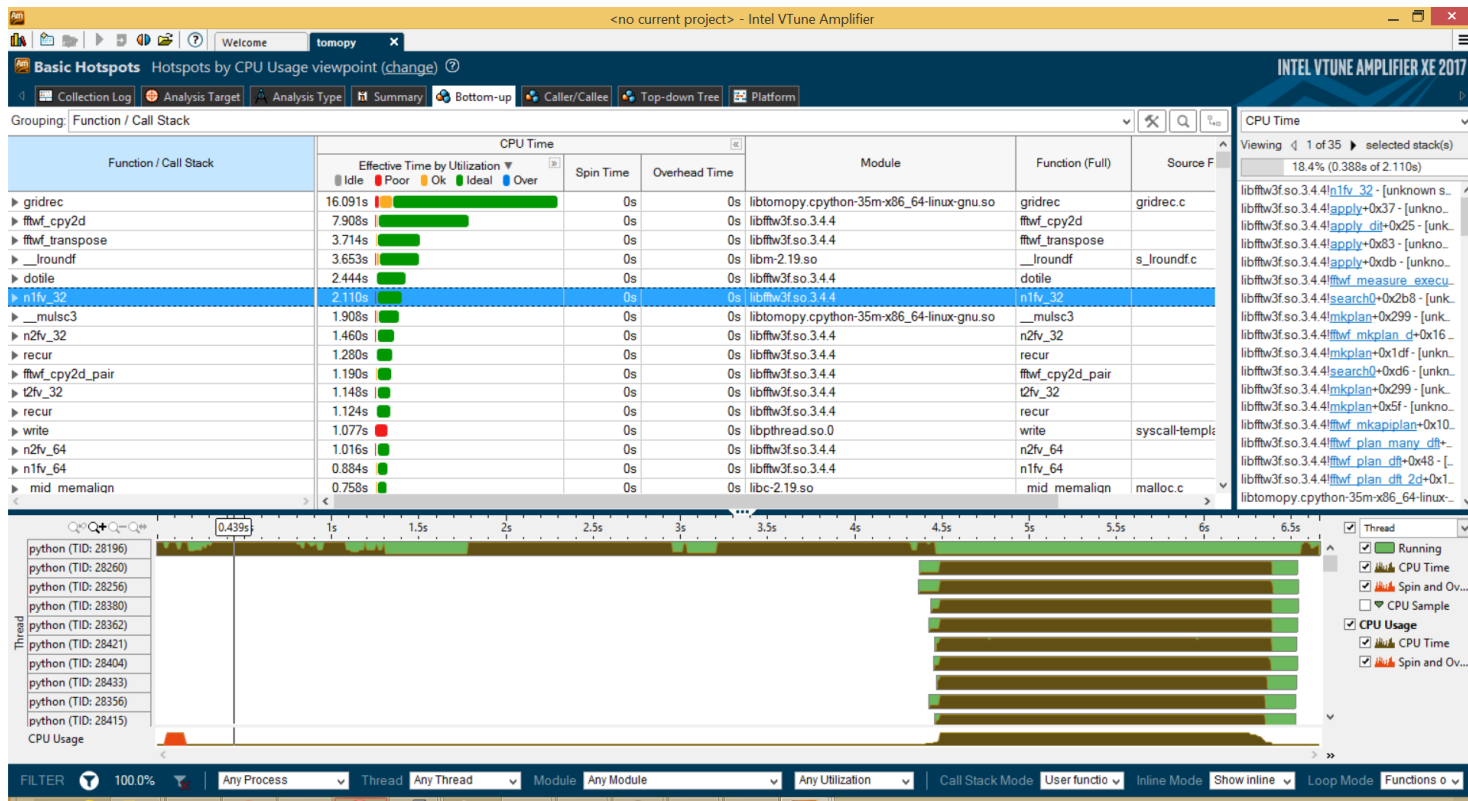 <no current project> - Intel VTune Amplifier
Welcome
tomopy
Basic Hotspots Hotspots by CPU Usage viewpoint (change)
INTEL VTUNE AMPLIFIER XE 2017
Collection Log Analysis Target Analysis Type Summary Bottom-up Caller/Callee Top-down Tree Platform
Grouping: Function / Call Stack
Function / Call Stack
CPU Time
Effective Time by Utilization
Idle Poor Ok Ideal Over
Spin Time
Overhead Time
Module
Function (Full)
Source F
gridrec 16.091s 0s 0s libtomopy.cpython-35m-x86_64-linux-gnu.so gridrec gridrec.c
fftwf_cpy2d 7.908s 0s 0s libfftw3f.so.3.4.4 fftwf_cpy2d
fftwf_transpose 3.714s 0s 0s libfftw3f.so.3.4.4 fftwf_transpose
__lroundf 3.653s 0s 0s libm-2.19.so __lroundf s_lroundf.c
dotile 2.444s 0s 0s libfftw3f.so.3.4.4 dotile
n1fv_32 2.110s 0s 0s libfftw3f.so.3.4.4 n1fv_32
__mulsc3 1.908s 0s 0s libtomopy.cpython-35m-x86_64-linux-gnu.so __mulsc3
n2fv_32 1.460s 0s 0s libfftw3f.so.3.4.4 n2fv_32
recur 1.280s 0s 0s libfftw3f.so.3.4.4 recur
fftwf_cpy2d_pair 1.190s 0s 0s libfftw3f.so.3.4.4 fftwf_cpy2d_pair
t2fv_32 1.148s 0s 0s libfftw3f.so.3.4.4 t2fv_32
recur 1.124s 0s 0s libfftw3f.so.3.4.4 recur
write 1.077s 0s 0s libpthread.so.0 write syscall-templa
n2fv_64 1.016s 0s 0s libfftw3f.so.3.4.4 n2fv_64
n1fv_64 0.884s 0s 0s libfftw3f.so.3.4.4 n1fv_64
mid_memalign 0.758s 0s 0s libc-2.19.so mid_memalign malloc.c
CPU Time
Viewing 1 of 35 selected stack(s)
18.4% (0.388s of 2.110s)
libfftw3f.so.3.4.4!n1fv_32 - [unknown s...
libfftw3f.so.3.4.4!apply+0x37 - [unkno...
libfftw3f.so.3.4.4!apply_dit+0x25 - [unk...
libfftw3f.so.3.4.4!apply+0x83 - [unkno...
libfftw3f.so.3.4.4!apply+0xdb - [unkno...
libfftw3f.so.3.4.4!fftwf_measure_execu...
libfftw3f.so.3.4.4!search0+0x2b8 - [unk...
libfftw3f.so.3.4.4!mkplan+0x299 - [unk...
libfftw3f.so.3.4.4!fftwf_mkplan_d+0x16 ...
libfftw3f.so.3.4.4!mkplan+0x1df - [unkn...
libfftw3f.so.3.4.4!search0+0xd6 - [unkn...
libfftw3f.so.3.4.4!mkplan+0x299 - [unk...
libfftw3f.so.3.4.4!mkplan+0x5f - [unkno...
libfftw3f.so.3.4.4!fftwf_mkapiplan+0x10...
libfftw3f.so.3.4.4!fftwf_plan_many_dft+...
libfftw3f.so.3.4.4!fftwf_plan_dft+0x48 - [...
libfftw3f.so.3.4.4!fftwf_plan_dft_2d+0x1...
libtomopy.cpython-35m-x86_64-linux-...
0.439s 1s 1.5s 2s 2.5s 3s 3.5s 4s 4.5s 5s 5.5s 6s 6.5s
Thread
python (TID: 28196)
python (TID: 28260)
python (TID: 28256)
python (TID: 28380)
python (TID: 28362)
python (TID: 28421)
python (TID: 28404)
python (TID: 28433)
python (TID: 28356)
python (TID: 28415)
CPU Usage
Thread
Running
CPU Time
Spin and Ov...
CPU Sample
CPU Usage
CPU Time
Spin and Ov...
FILTER 100.0% Any Process Thread Any Thread Module Any Module Any Utilization Call Stack Mode User functio Inline Mode Show inline Loop Mode Functions o